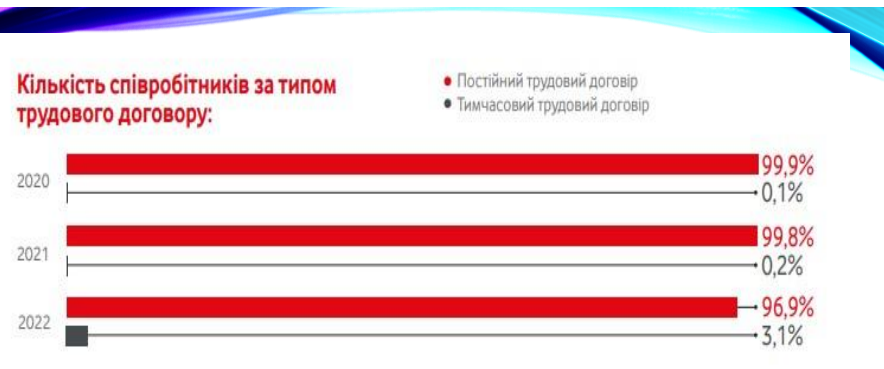 Кількість співробітників за типом
трудового договору:
• Постійний трудовий договір
• Тимчасовий трудовий договір
2020
99,9%
0,1%
2021
99,8%
0,2%
2022
96,9%
3,1%